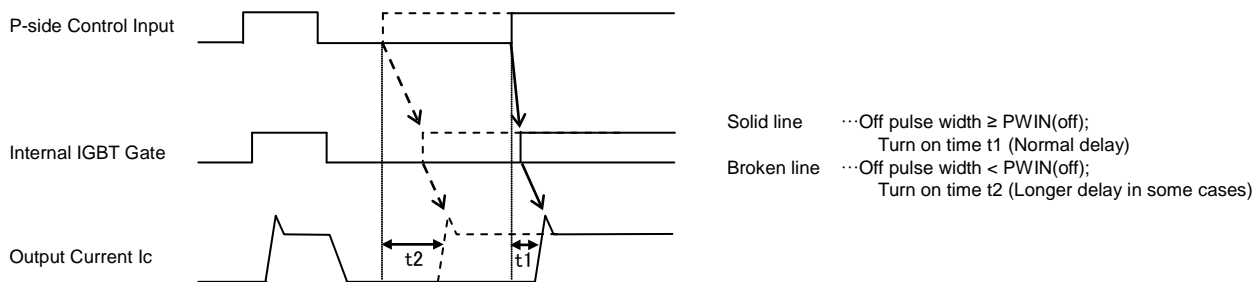 P-side Control Input
Internal IGBT Gate
Output Current Ic
t2
t1
Solid line ···Off pulse width ≥ PWIN(off);
Turn on time t1 (Normal delay)
Broken line ···Off pulse width < PWIN(off);
Turn on time t2 (Longer delay in some cases)